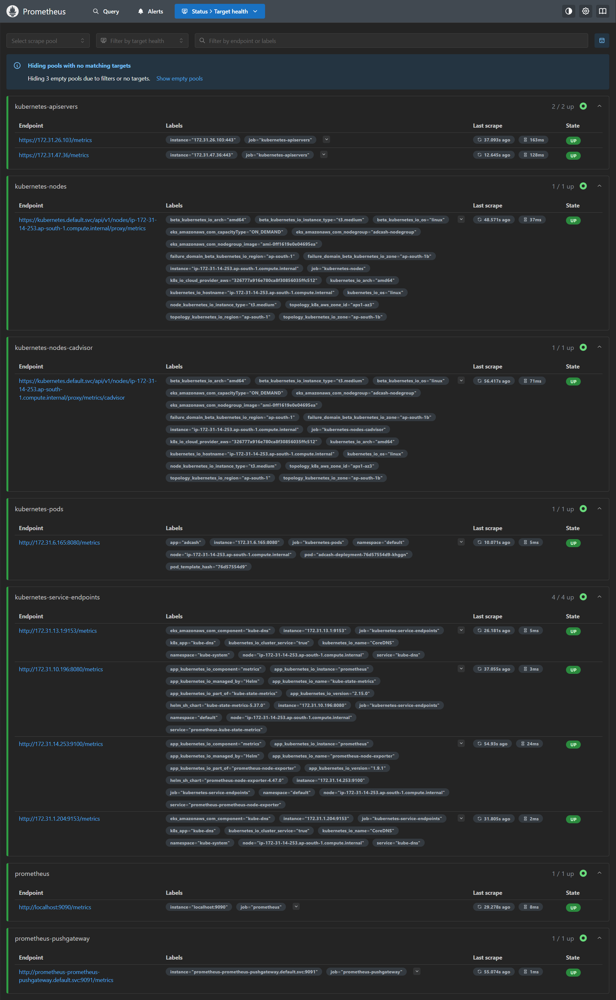 Prometheus Query Alerts Status > Target health
Select scrape pool Filter by target health Filter by endpoint or labels
Hiding pools with no matching targets
Hiding 3 empty pools due to filters or no targets. Show empty pools
kubernetes-apiservers 2 / 2 up
Endpoint Labels Last scrape State
https://172.31.26.103/metrics instance="172.31.26.103:443" job="kubernetes-apiservers" 37.093s ago 163ms UP
https://172.31.47.36/metrics instance="172.31.47.36:443" job="kubernetes-apiservers" 12.645s ago 128ms UP
kubernetes-nodes 1 / 1 up
Endpoint Labels Last scrape State
https://kubernetes.default.svc/api/v1/nodes/ip-172-31- beta_kubernetes_io_arch="amd64" beta_kubernetes_io_instance_type="t3.medium" beta_kubernetes_io_os="linux" 48.571s ago 37ms UP
14-253.ap-south-1.compute.internal/proxy/metrics eks_amazonaws_com_capacityType="ON_DEMAND" eks_amazonaws_com_nodegroup="adcash-nodegroup"
eks_amazonaws_com_nodegroup_image="ami-0ff1619e0e04695ea"
failure_domain_beta_kubernetes_io_region="ap-south-1" failure_domain_beta_kubernetes_io_zone="ap-south-1b"
instance="ip-172-31-14-253.ap-south-1.compute.internal" job="kubernetes-nodes"
k8s_io_cloud_provider_aws="326777a916e780ca8f30856035ffc512" kubernetes_io_arch="amd64"
kubernetes_io_hostname="ip-172-31-14-253.ap-south-1.compute.internal" kubernetes_io_os="linux"
node_kubernetes_io_instance_type="t3.medium" topology_k8s_aws_zone_id="aps1-az3"
topology_kubernetes_io_region="ap-south-1" topology_kubernetes_io_zone="ap-south-1b"
kubernetes-nodes-cadvisor 1 / 1 up
Endpoint Labels Last scrape State
https://kubernetes.default.svc/api/v1/nodes/ip-172-31- beta_kubernetes_io_arch="amd64" beta_kubernetes_io_instance_type="t3.medium" beta_kubernetes_io_os="linux" 56.417s ago 71ms UP
14-253.ap-south- eks_amazonaws_com_capacityType="ON_DEMAND" eks_amazonaws_com_nodegroup="adcash-nodegroup"
1.compute.internal/proxy/metrics/cadvisor eks_amazonaws_com_nodegroup_image="ami-0ff1619e0e04695ea"
failure_domain_beta_kubernetes_io_region="ap-south-1" failure_domain_beta_kubernetes_io_zone="ap-south-1b"
instance="ip-172-31-14-253.ap-south-1.compute.internal" job="kubernetes-nodes-cadvisor"
k8s_io_cloud_provider_aws="326777a916e780ca8f30856035ffc512" kubernetes_io_arch="amd64"
kubernetes_io_hostname="ip-172-31-14-253.ap-south-1.compute.internal" kubernetes_io_os="linux"
node_kubernetes_io_instance_type="t3.medium" topology_k8s_aws_zone_id="aps1-az3"
topology_kubernetes_io_region="ap-south-1" topology_kubernetes_io_zone="ap-south-1b"
kubernetes-pods 1 / 1 up
Endpoint Labels Last scrape State
http://172.31.6.165:8080/metrics app="adcash" instance="172.31.6.165:8080" job="kubernetes-pods" namespace="default" 10.071s ago 5ms UP
node="ip-172-31-14-253.ap-south-1.compute.internal" pod="adcash-deployment-76d57554d9-khggn"
pod_template_hash="76d57554d9"
kubernetes-service-endpoints 4 / 4 up
Endpoint Labels Last scrape State
http://172.31.13.1:9153/metrics eks_amazonaws_com_component="kube-dns" instance="172.31.13.1:9153" job="kubernetes-service-endpoints" 26.181s ago 5ms UP
k8s_app="kube-dns" kubernetes_io_cluster_service="true" kubernetes_io_name="CoreDNS"
namespace="kube-system" node="ip-172-31-14-253.ap-south-1.compute.internal" service="kube-dns"
http://172.31.10.196:8080/metrics app_kubernetes_io_component="metrics" app_kubernetes_io_instance="prometheus" 37.055s ago 3ms UP
app_kubernetes_io_managed_by="Helm" app_kubernetes_io_name="kube-state-metrics"
app_kubernetes_io_part_of="kube-state-metrics" app_kubernetes_io_version="2.15.0"
helm_sh_chart="kube-state-metrics-5.37.0" instance="172.31.10.196:8080" job="kubernetes-service-endpoints"
namespace="default" node="ip-172-31-14-253.ap-south-1.compute.internal"
service="prometheus-kube-state-metrics"
http://172.31.14.253:9100/metrics app_kubernetes_io_component="metrics" app_kubernetes_io_instance="prometheus" 54.93s ago 24ms UP
app_kubernetes_io_managed_by="Helm" app_kubernetes_io_name="prometheus-node-exporter"
app_kubernetes_io_part_of="prometheus-node-exporter" app_kubernetes_io_version="1.9.1"
helm_sh_chart="prometheus-node-exporter-4.47.0" instance="172.31.14.253:9100"
job="kubernetes-service-endpoints" namespace="default" node="ip-172-31-14-253.ap-south-1.compute.internal"
service="prometheus-prometheus-node-exporter"
http://172.31.1.204:9153/metrics eks_amazonaws_com_component="kube-dns" instance="172.31.1.204:9153" job="kubernetes-service-endpoints" 31.805s ago 2ms UP
k8s_app="kube-dns" kubernetes_io_cluster_service="true" kubernetes_io_name="CoreDNS"
namespace="kube-system" node="ip-172-31-14-253.ap-south-1.compute.internal" service="kube-dns"
prometheus 1 / 1 up
Endpoint Labels Last scrape State
http://localhost:9090/metrics instance="localhost:9090" job="prometheus" 29.278s ago 8ms UP
prometheus-pushgateway 1 / 1 up
Endpoint Labels Last scrape State
http://prometheus-prometheus- instance="prometheus-prometheus-pushgateway.default.svc:9091" job="prometheus-pushgateway" 55.074s ago 1ms UP
pushgateway.default.svc:9091/metrics